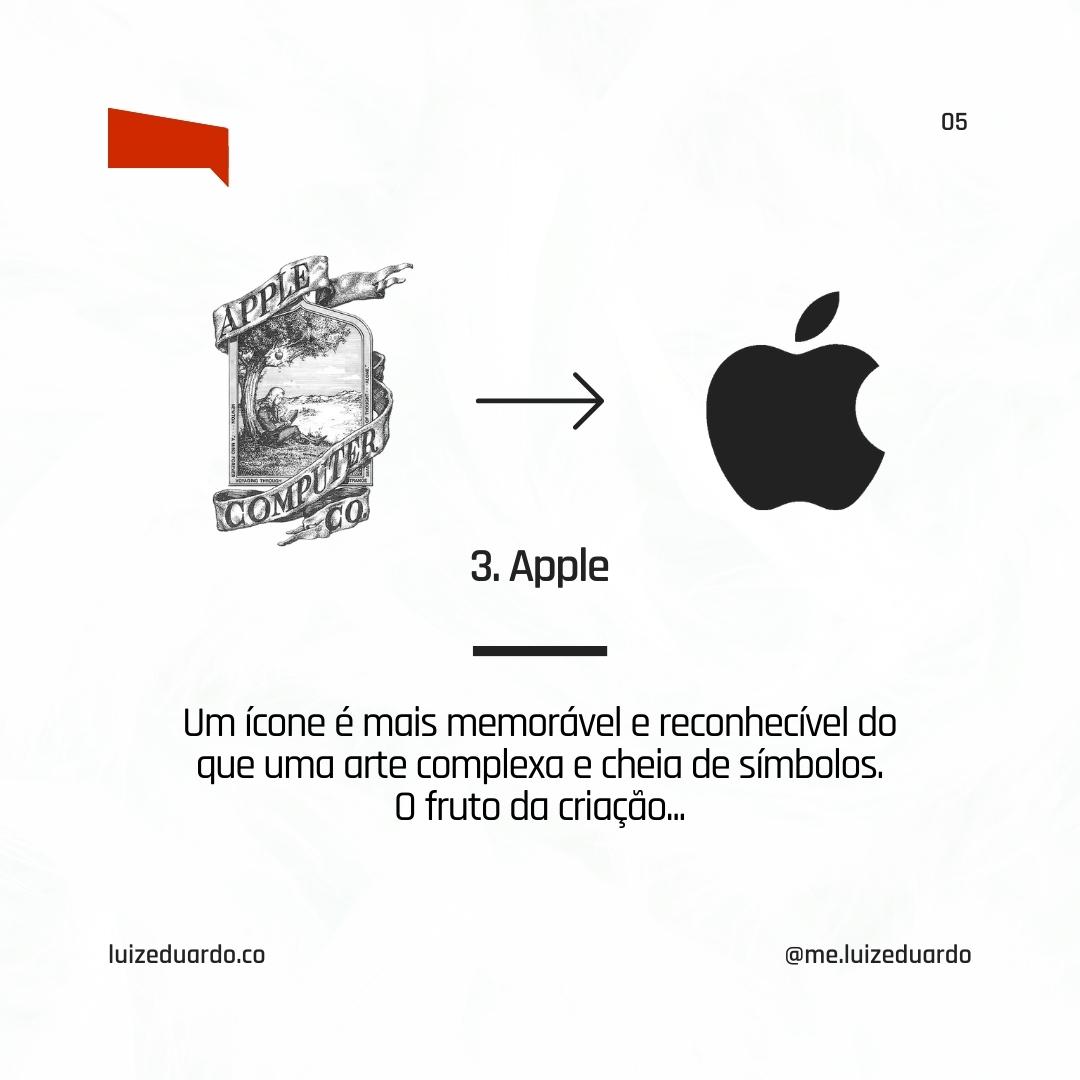 05
APPLE
COMPUTER
CO.
3. Apple
Um ícone é mais memorável e reconhecível do
que uma arte complexa e cheia de símbolos.
O fruto da criação...
luizeduardo.co
@me.luizeduardo